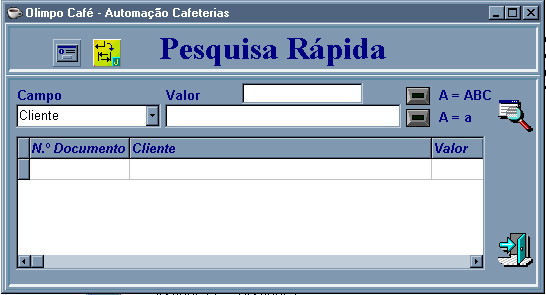 Olimpo Café - Automação Cafeterias
Pesquisa Rápida
Campo Valor A = ABC
Cliente A = a
N.º Documento Cliente Valor